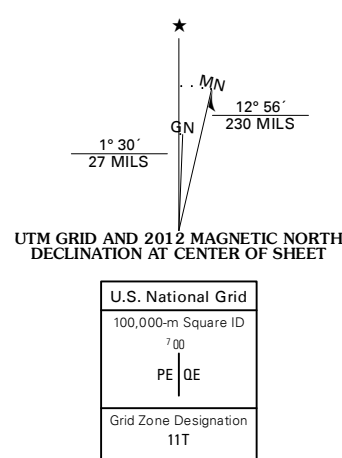 ★
MN
12° 56´
230 MILS
GN
1° 30´
27 MILS
UTM GRID AND 2012 MAGNETIC NORTH
DECLINATION AT CENTER OF SHEET
U.S. National Grid
100,000-m Square ID
7 00
PE QE
Grid Zone Designation
11T